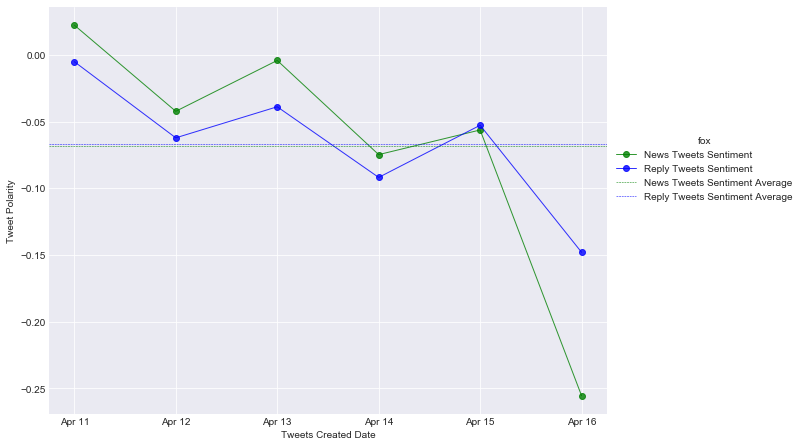 0.00
−0.05
−0.10
−0.15
−0.20
−0.25
Tweet Polarity
Apr 11
Apr 12
Apr 13
Apr 14
Apr 15
Apr 16
Tweets Created Date
fox
News Tweets Sentiment
Reply Tweets Sentiment
News Tweets Sentiment Average
Reply Tweets Sentiment Average